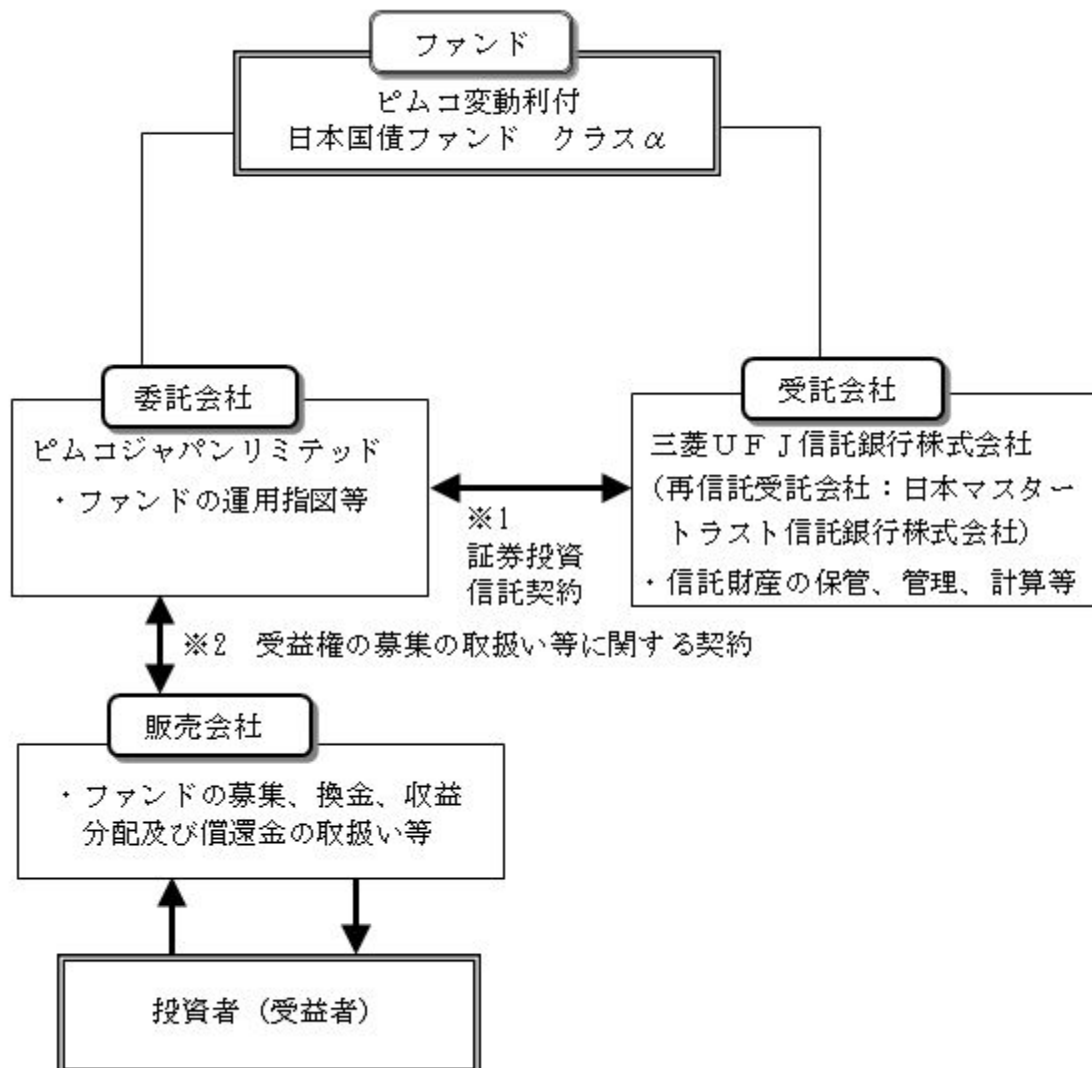 ファンド
ピムコ変動利付
日本国債ファンド　クラスα
委託会社
ピムコジャパンリミテッド
・ファンドの運用指図等
受託会社
三菱ＵＦＪ信託銀行株式会社
(再信託受託会社：日本マスター
トラスト信託銀行株式会社)
・信託財産の保管、管理、計算等
※1
証券投資
信託契約
※2　受益権の募集の取扱い等に関する契約
販売会社
・ファンドの募集、換金、収益
分配及び償還金の取扱い等
投資者（受益者）